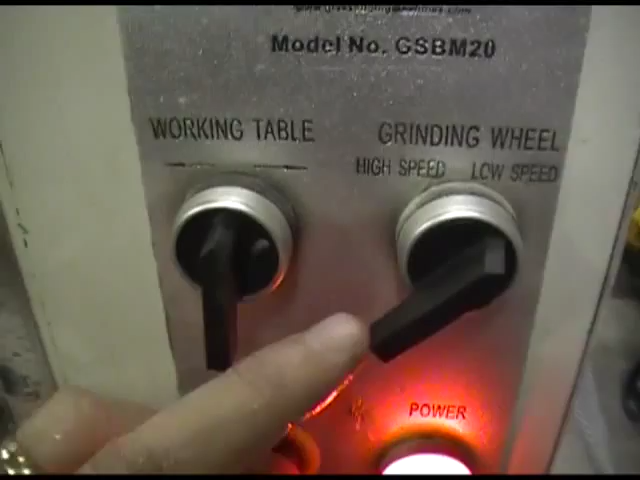 Model No. GSBM20
WORKING TABLE
GRINDING WHEEL
HIGH SPEED LOW SPEED
POWER